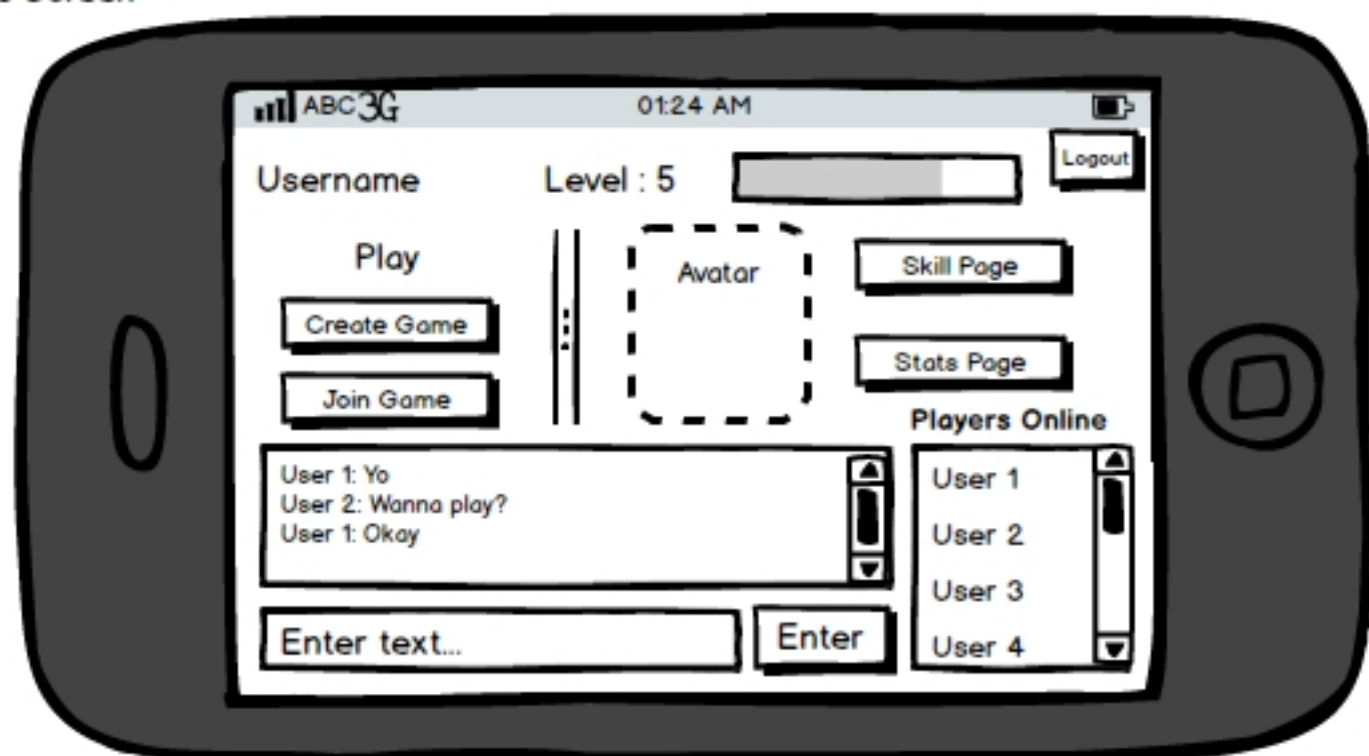 Screen
ABC 3G 01:24 AM
Logout
Username Level : 5
Play
Avatar
Skill Page
Create Game
Stats Page
Join Game
Players Online
User 1: Yo
User 2: Wanna play?
User 1: Okay
User 1
User 2
User 3
User 4
Enter text...
Enter